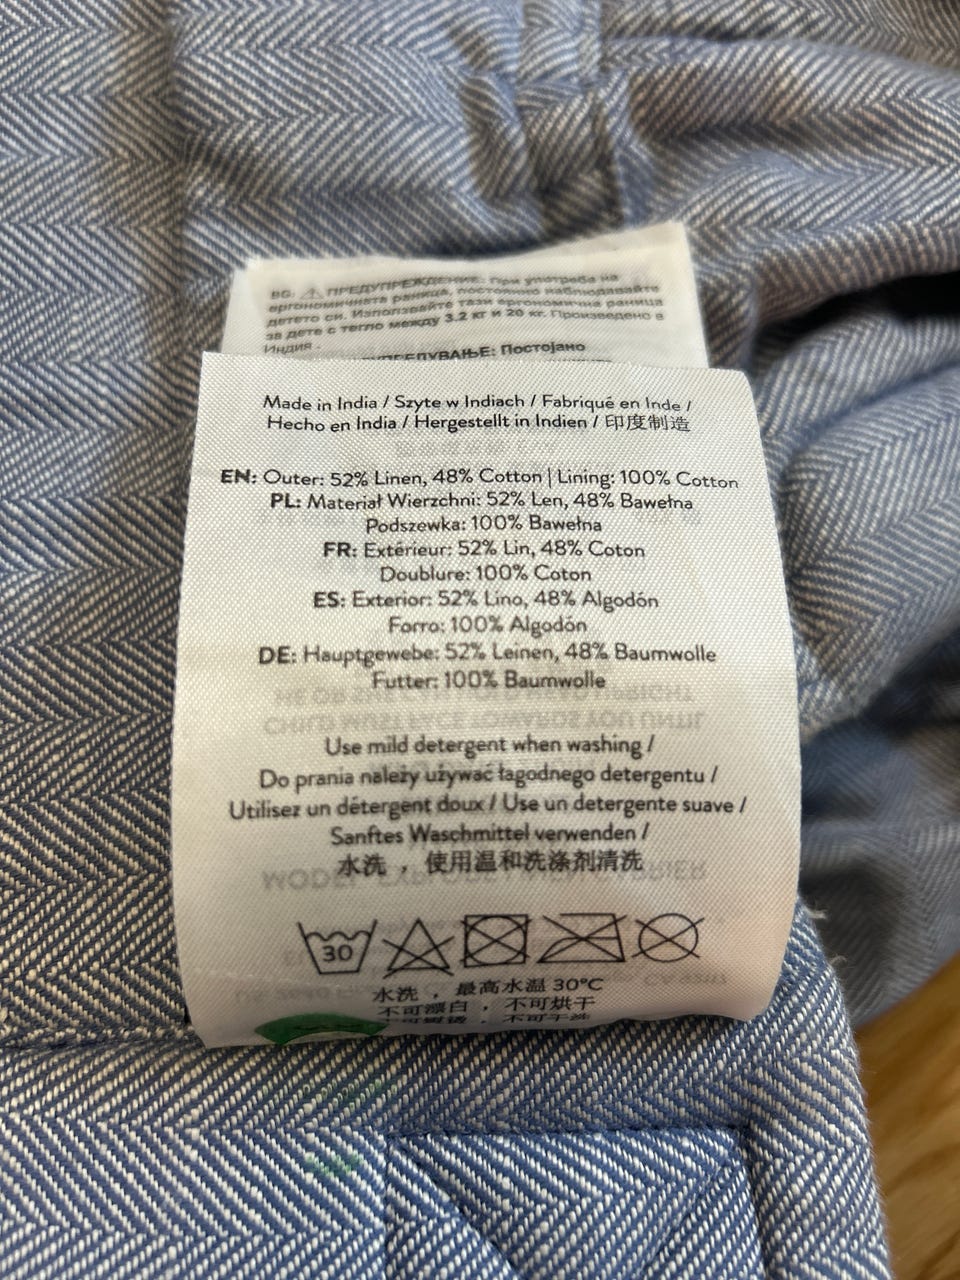 BG: ПРЕДУПРЕЖДЕНИЕ: При употреба на
ергономичната раница, постоянно наблюдавайте
детето си. Използвайте тази ергономична раница
за дете с тегло между 3.2 кг и 20 кг. Произведено в
Индия .
Постојано
Made in India / Szyte w Indiach / Fabriqué en Inde /
Hecho en India / Hergestellt in Indien / 印度制造
EN: Outer: 52% Linen, 48% Cotton | Lining: 100% Cotton
PL: Materiał Wierzchni: 52% Len, 48% Bawełna
Podszewka: 100% Bawełna
FR: Extérieur: 52% Lin, 48% Coton
Doublure: 100% Coton
ES: Exterior: 52% Lino, 48% Algodón
Forro: 100% Algodón
DE: Hauptgewebe: 52% Leinen, 48% Baumwolle
Futter: 100% Baumwolle
Use mild detergent when washing /
Do prania należy używać łagodnego detergentu /
Utilisez un détergent doux / Use un detergente suave /
Sanftes Waschmittel verwenden /
水洗 ， 使用温和洗涤剂清洗
30
水洗 ， 最高水温 30°C
不可漂白 ， 不可烘干